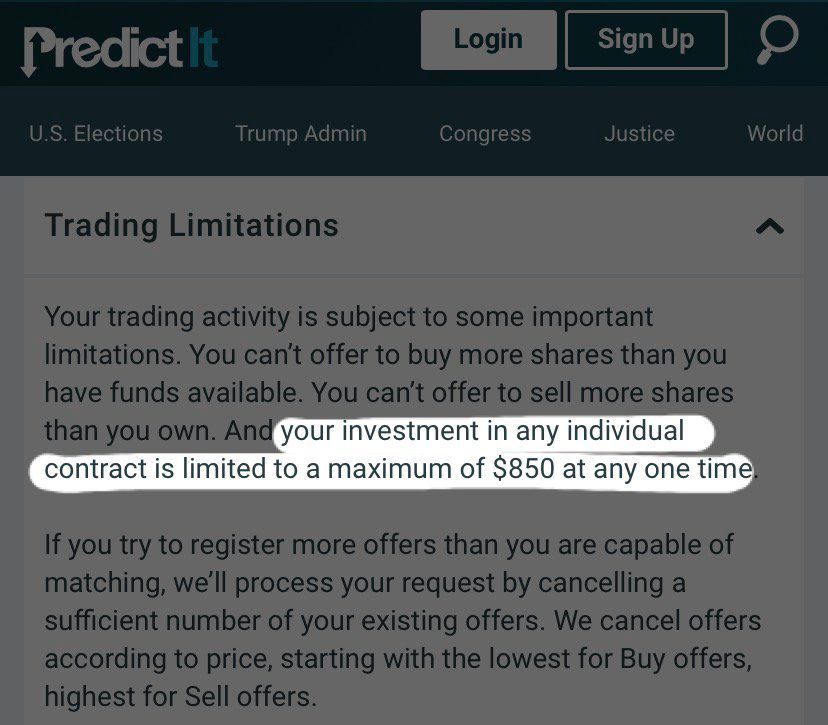 PredictIt
Login
Sign Up
U.S. Elections
Trump Admin
Congress
Justice
World
Trading Limitations
Your trading activity is subject to some important
limitations. You can’t offer to buy more shares than you
have funds available. You can’t offer to sell more shares
than you own. And your investment in any individual
contract is limited to a maximum of $850 at any one time.
If you try to register more offers than you are capable of
matching, we’ll process your request by cancelling a
sufficient number of your existing offers. We cancel offers
according to price, starting with the lowest for Buy offers,
highest for Sell offers.